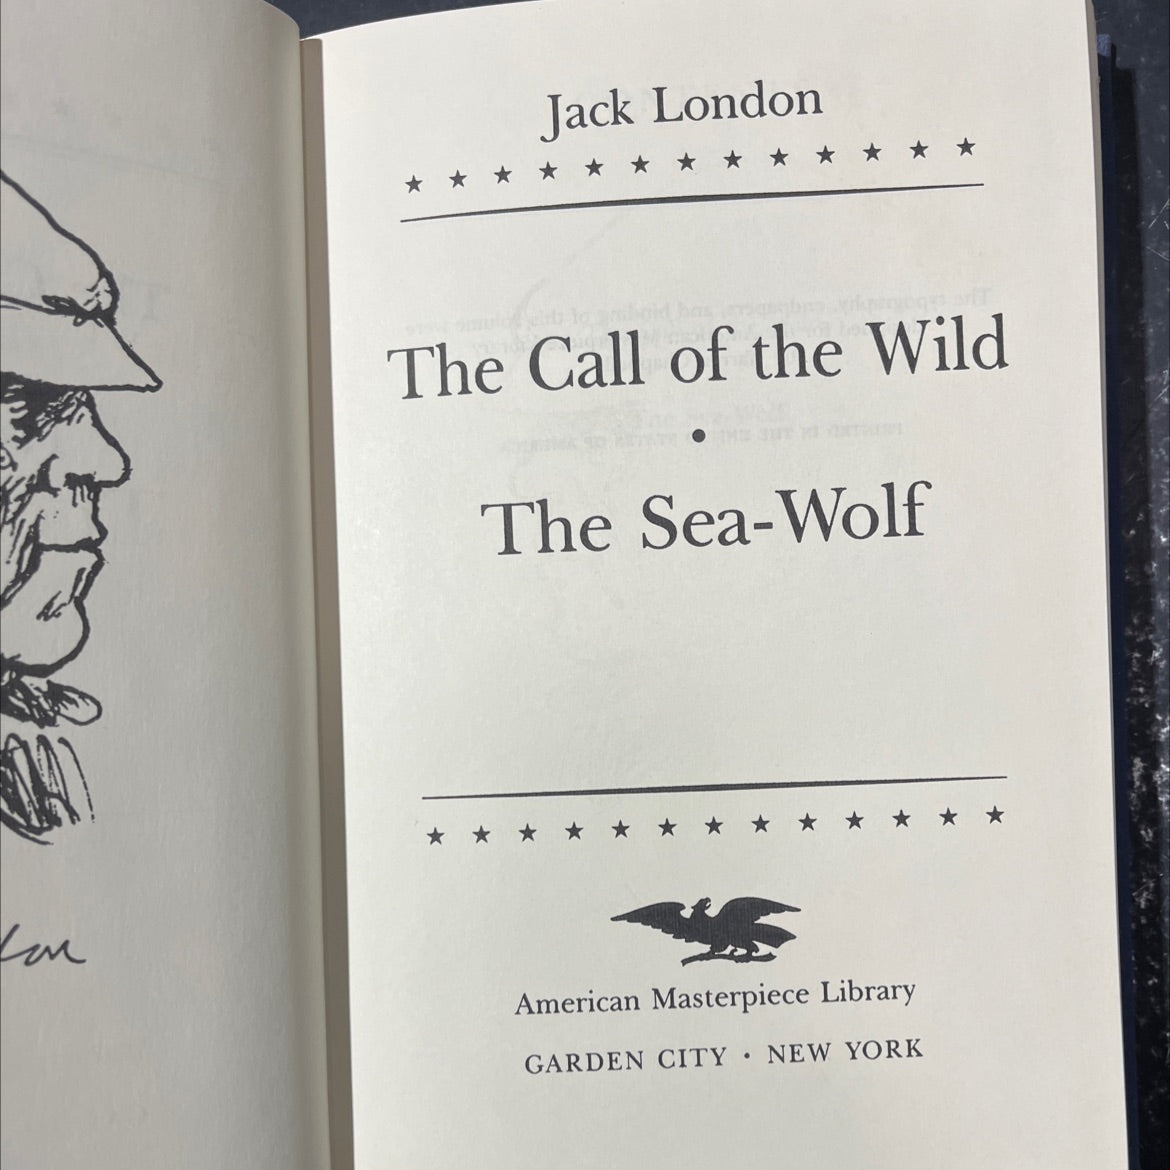 Jack London
The Call of the Wild
•
The Sea-Wolf
American Masterpiece Library
GARDEN CITY • NEW YORK